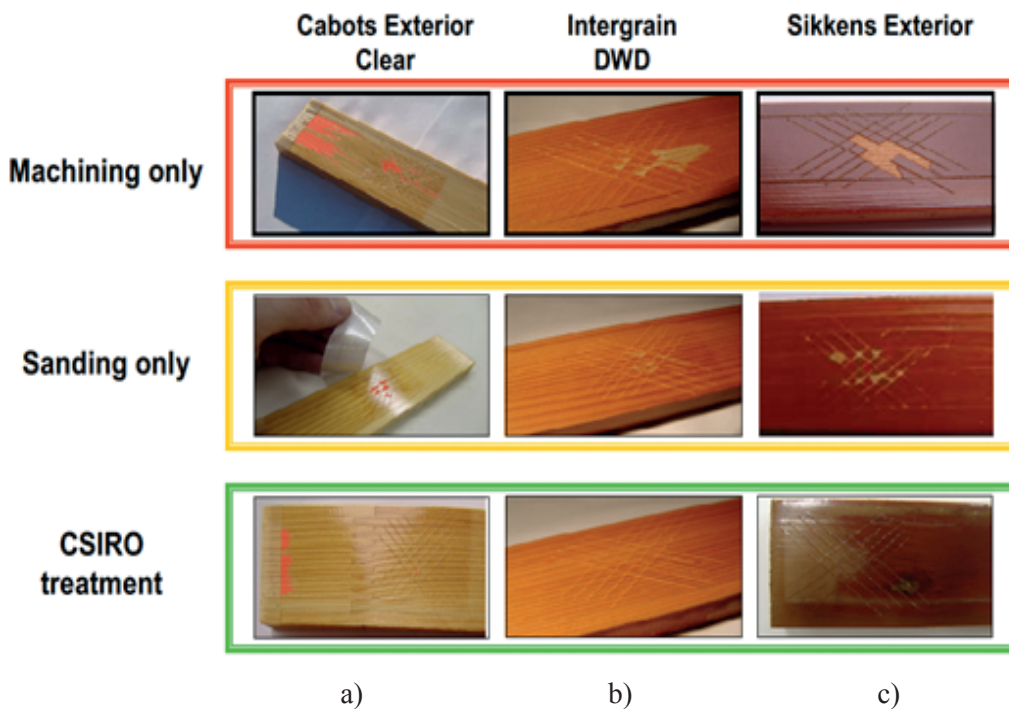 Cabots Exterior
Clear
Intergrain
DWD
Sikkens Exterior
Machining only
Sanding only
CSIRO
treatment
a)
b)
c)